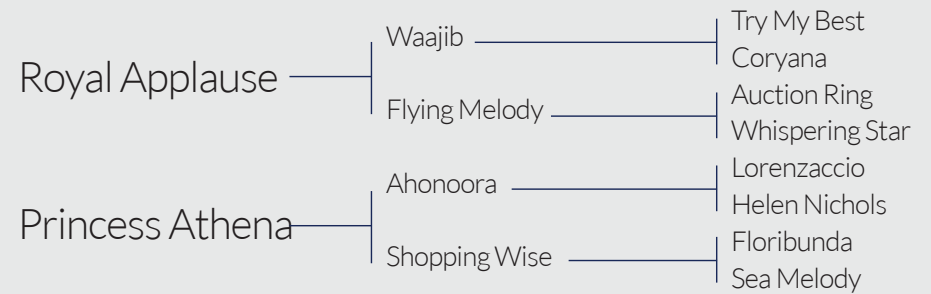 Royal Applause
Waajib
Try My Best
Coryana
Flying Melody
Auction Ring
Whispering Star
Princess Athena
Ahonoora
Lorenzaccio
Helen Nichols
Shopping Wise
Floribunda
Sea Melody